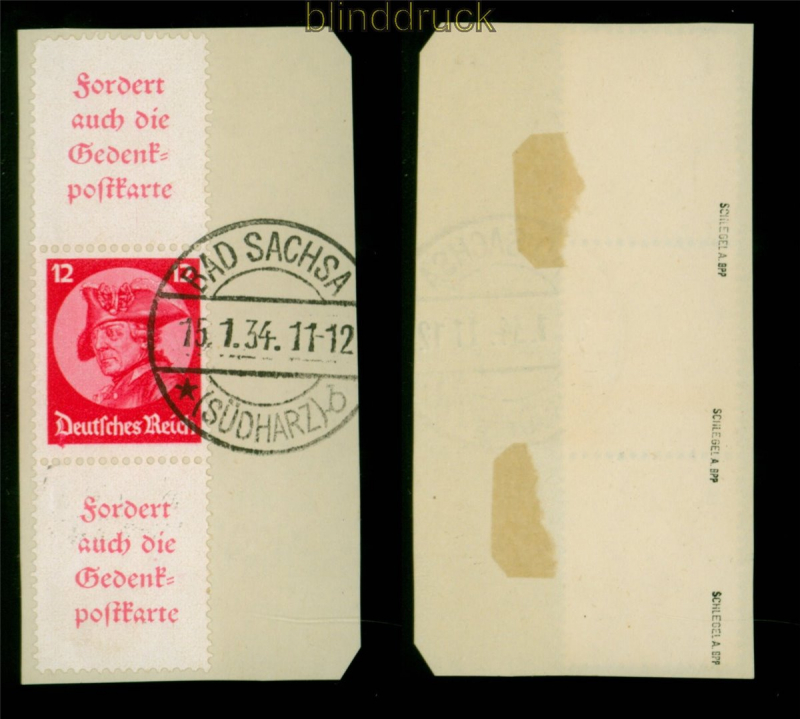 blinddruck
Fordert
auch die
Gedenk=
postkarte
12 12
Deutsches Reich
BAD SACHSA
15.1.34. 11-12
★ (SÜDHARZ) b
Fordert
auch die
Gedenk=
postkarte
SCHLEGEL A. BPP
SCHLEGEL A. BPP
SCHLEGEL A. BPP